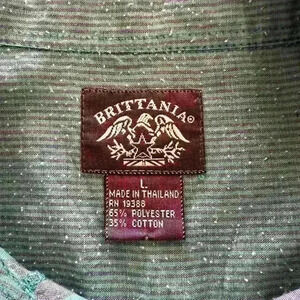 BRITTANIA®
L
MADE IN THAILAND
RN 19388
65% POLYESTER
35% COTTON